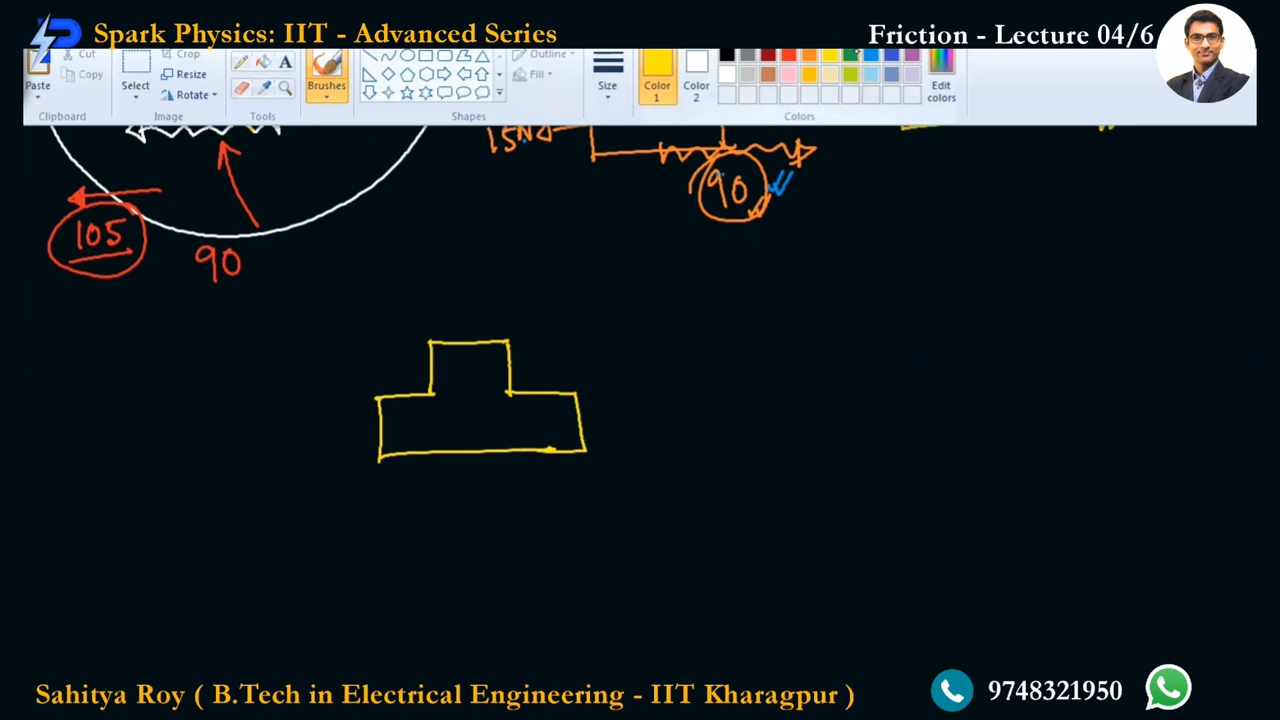 Spark Physics: IIT - Advanced Series
Friction - Lecture 04/6
Cut
Copy
Paste
Clipboard
Select
Crop
Resize
Rotate
Image
A
Tools
Brushes
Shapes
Outline
Fill
Size
Color
1
Color
2
Edit
colors
Colors
15N
90
105
90
Sahitya Roy ( B.Tech in Electrical Engineering - IIT Kharagpur )
9748321950